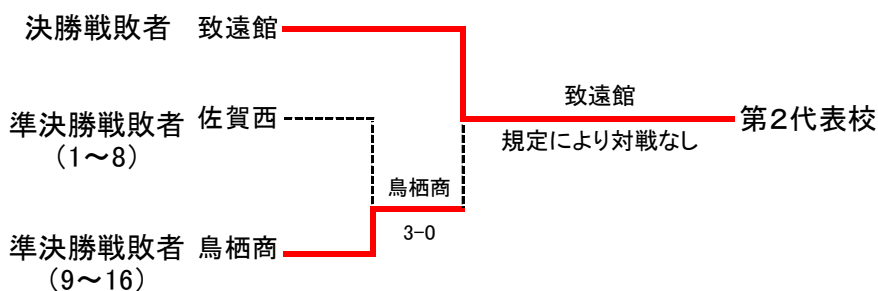 決勝戦敗者 致遠館
致遠館
準決勝戦敗者 佐賀西
(1～8)
第2代表校
規定により対戦なし
鳥栖商
3-0
準決勝戦敗者 鳥栖商
(9～16)